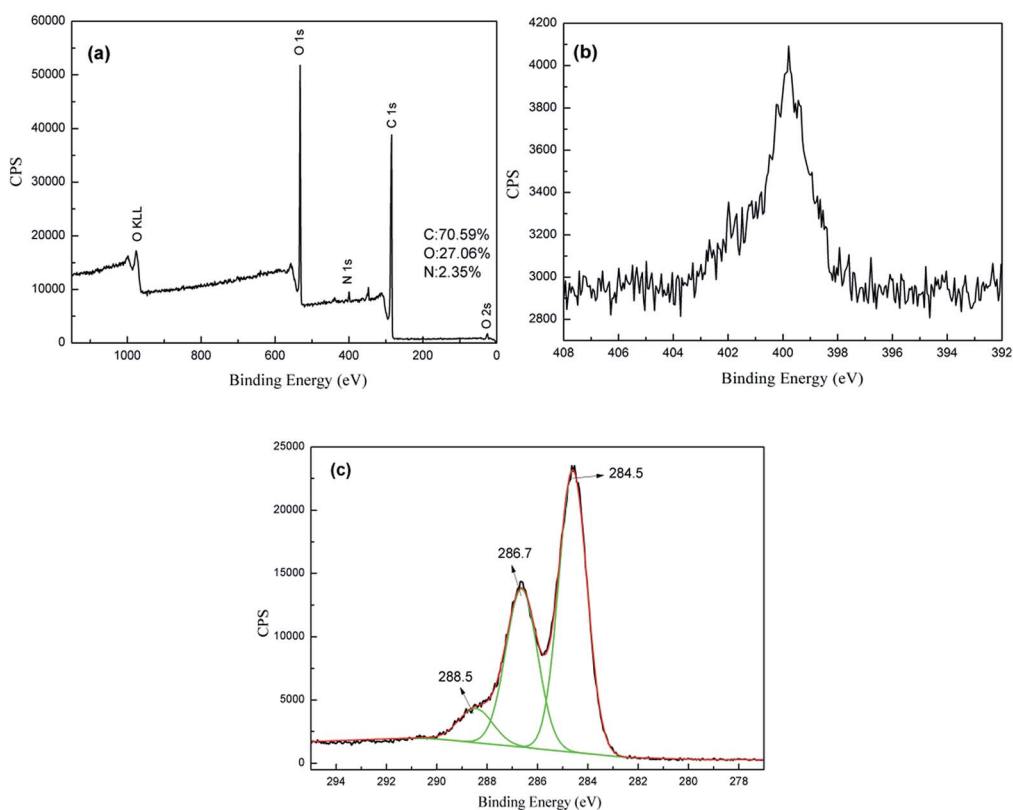 (a)
60000
50000
40000
30000
20000
10000
0
CPS
O KLL
O 1s
N 1s
C 1s
O 2s
C:70.59%
O:27.06%
N:2.35%
1000 800 600 400 200 0
Binding Energy (eV)
(b)
4200
4000
3800
3600
3400
3200
3000
2800
CPS
408 406 404 402 400 398 396 394 392
Binding Energy (eV)
(c)
25000
20000
15000
10000
5000
0
CPS
284.5
286.7
288.5
294 292 290 288 286 284 282 280 278
Binding Energy (eV)